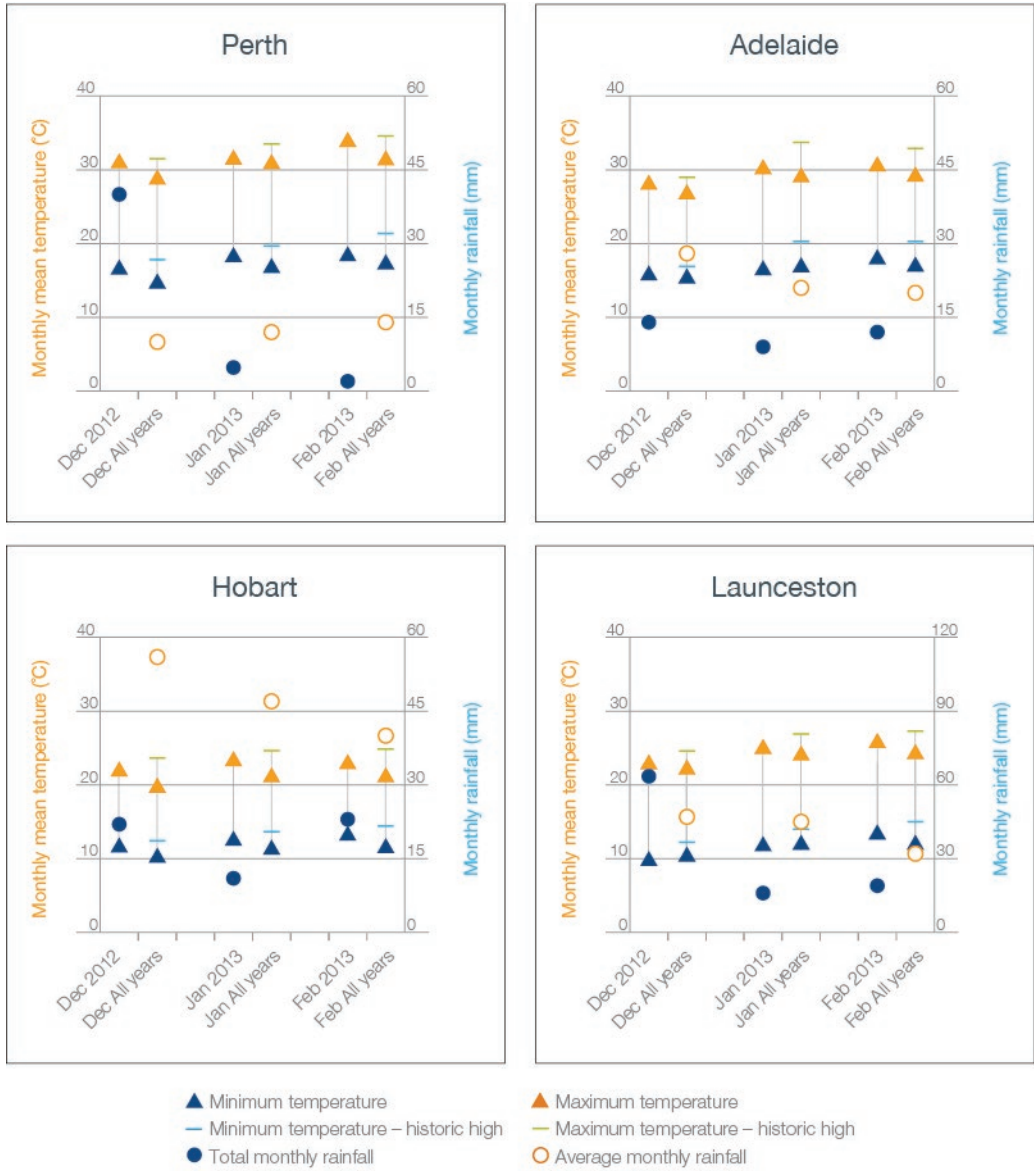 Perth
Monthly mean temperature (°C)
40
30
20
10
0
60
45
30
15
0
Monthly rainfall (mm)
Dec 2012
Dec All years
Jan 2013
Jan All years
Feb 2013
Feb All years
Adelaide
Monthly mean temperature (°C)
40
30
20
10
0
60
45
30
15
0
Monthly rainfall (mm)
Dec 2012
Dec All years
Jan 2013
Jan All years
Feb 2013
Feb All years
Hobart
Monthly mean temperature (°C)
40
30
20
10
0
60
45
30
15
0
Monthly rainfall (mm)
Dec 2012
Dec All years
Jan 2013
Jan All years
Feb 2013
Feb All years
Launceston
Monthly mean temperature (°C)
40
30
20
10
0
120
90
60
30
0
Monthly rainfall (mm)
Dec 2012
Dec All years
Jan 2013
Jan All years
Feb 2013
Feb All years
Minimum temperature
Maximum temperature
Minimum temperature – historic high
Maximum temperature – historic high
Total monthly rainfall
Average monthly rainfall